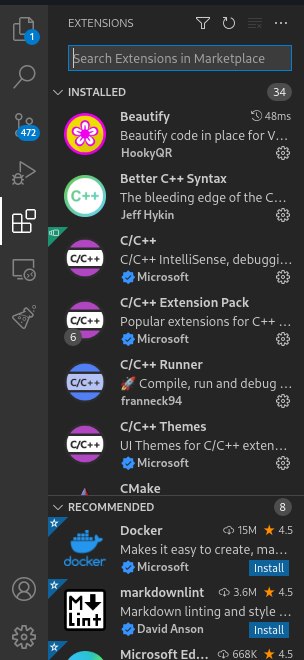 EXTENSIONS
1
Search Extensions in Marketplace
INSTALLED 34
Beautify 48ms
Beautify code in place for V...
HookyQR
472
Better C++ Syntax
The bleeding edge of the C...
Jeff Hykin
C++
C/C++
C/C++ IntelliSense, debuggi...
Microsoft
C/C++
C/C++ Extension Pack
Popular extensions for C++ ...
Microsoft
C/C++
6
C/C++ Runner
🚀 Compile, run and debug ...
franneck94
C/C++
C/C++ Themes
UI Themes for C/C++ exten...
Microsoft
C/C++
CMake
RECOMMENDED 8
Docker 15M ★ 4.5
Makes it easy to create, ma...
Microsoft Install
docker
markdownlint 3.6M ★ 4.5
Markdown linting and style ...
David Anson Install
M↓
Lint
Microsoft Ed... 668K ★ 4.5